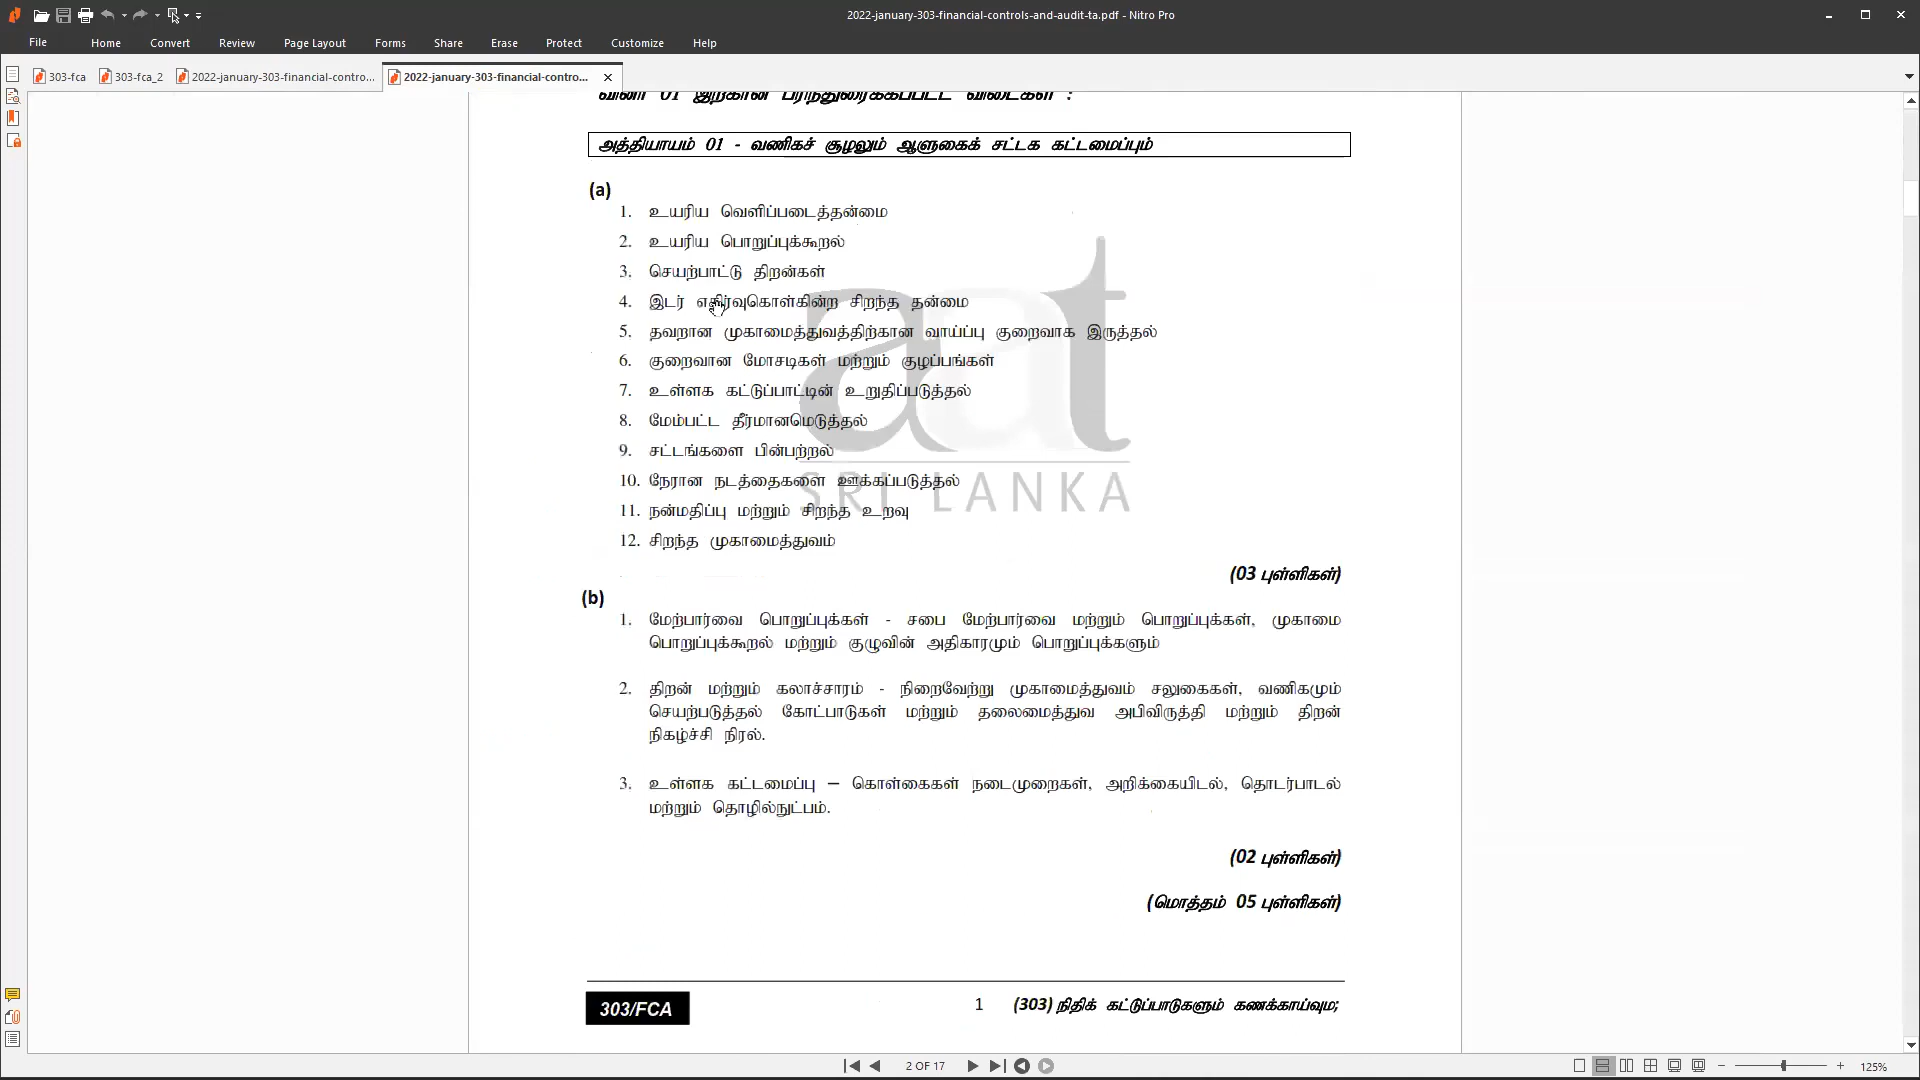 2022-january-303-financial-controls-and-audit-ta.pdf - Nitro Pro
File Home Convert Review Page Layout Forms Share Erase Protect Customize Help
303-fca 303-fca_2 2022-january-303-financial-contro... 2022-january-303-financial-contro...
வினா 01 இற்கான பரிந்துரைக்கப்பட்ட விடைகள் :
அத்தியாயம் 01 - வணிகச் சூழலும் ஆளுகைக் சட்டக கட்டமைப்பும்
(a)
1. உயரிய வெளிப்படைத்தன்மை
2. உயரிய பொறுப்புக்கூறல்
3. செயற்பாட்டு திறன்கள்
4. இடர் எதிர்வுகொள்கின்ற சிறந்த தன்மை
5. தவறான முகாமைத்துவத்திற்கான வாய்ப்பு குறைவாக இருத்தல்
6. குறைவான மோசடிகள் மற்றும் குழப்பங்கள்
7. உள்ளக கட்டுப்பாட்டின் உறுதிப்படுத்தல்
8. மேம்பட்ட தீர்மானமெடுத்தல்
9. சட்டங்களை பின்பற்றல்
10. நேரான நடத்தைகளை ஊக்கப்படுத்தல்
11. நன்மதிப்பு மற்றும் சிறந்த உறவு
12. சிறந்த முகாமைத்துவம்
aat
SRI LANKA
(03 புள்ளிகள்)
(b)
1. மேற்பார்வை பொறுப்புக்கள் - சபை மேற்பார்வை மற்றும் பொறுப்புக்கள், முகாமை
பொறுப்புக்கூறல் மற்றும் குழுவின் அதிகாரமும் பொறுப்புக்களும்
2. திறன் மற்றும் கலாச்சாரம் - நிறைவேற்று முகாமைத்துவம் சலுகைகள், வணிகமும்
செயற்படுத்தல் கோட்பாடுகள் மற்றும் தலைமைத்துவ அபிவிருத்தி மற்றும் திறன்
நிகழ்ச்சி நிரல்.
3. உள்ளக கட்டமைப்பு – கொள்கைகள் நடைமுறைகள், அறிக்கையிடல், தொடர்பாடல்
மற்றும் தொழில்நுட்பம்.
(02 புள்ளிகள்)
(மொத்தம் 05 புள்ளிகள்)
303/FCA 1 (303) நிதிக் கட்டுப்பாடுகளும் கணக்காய்வும;
2 OF 17 125%